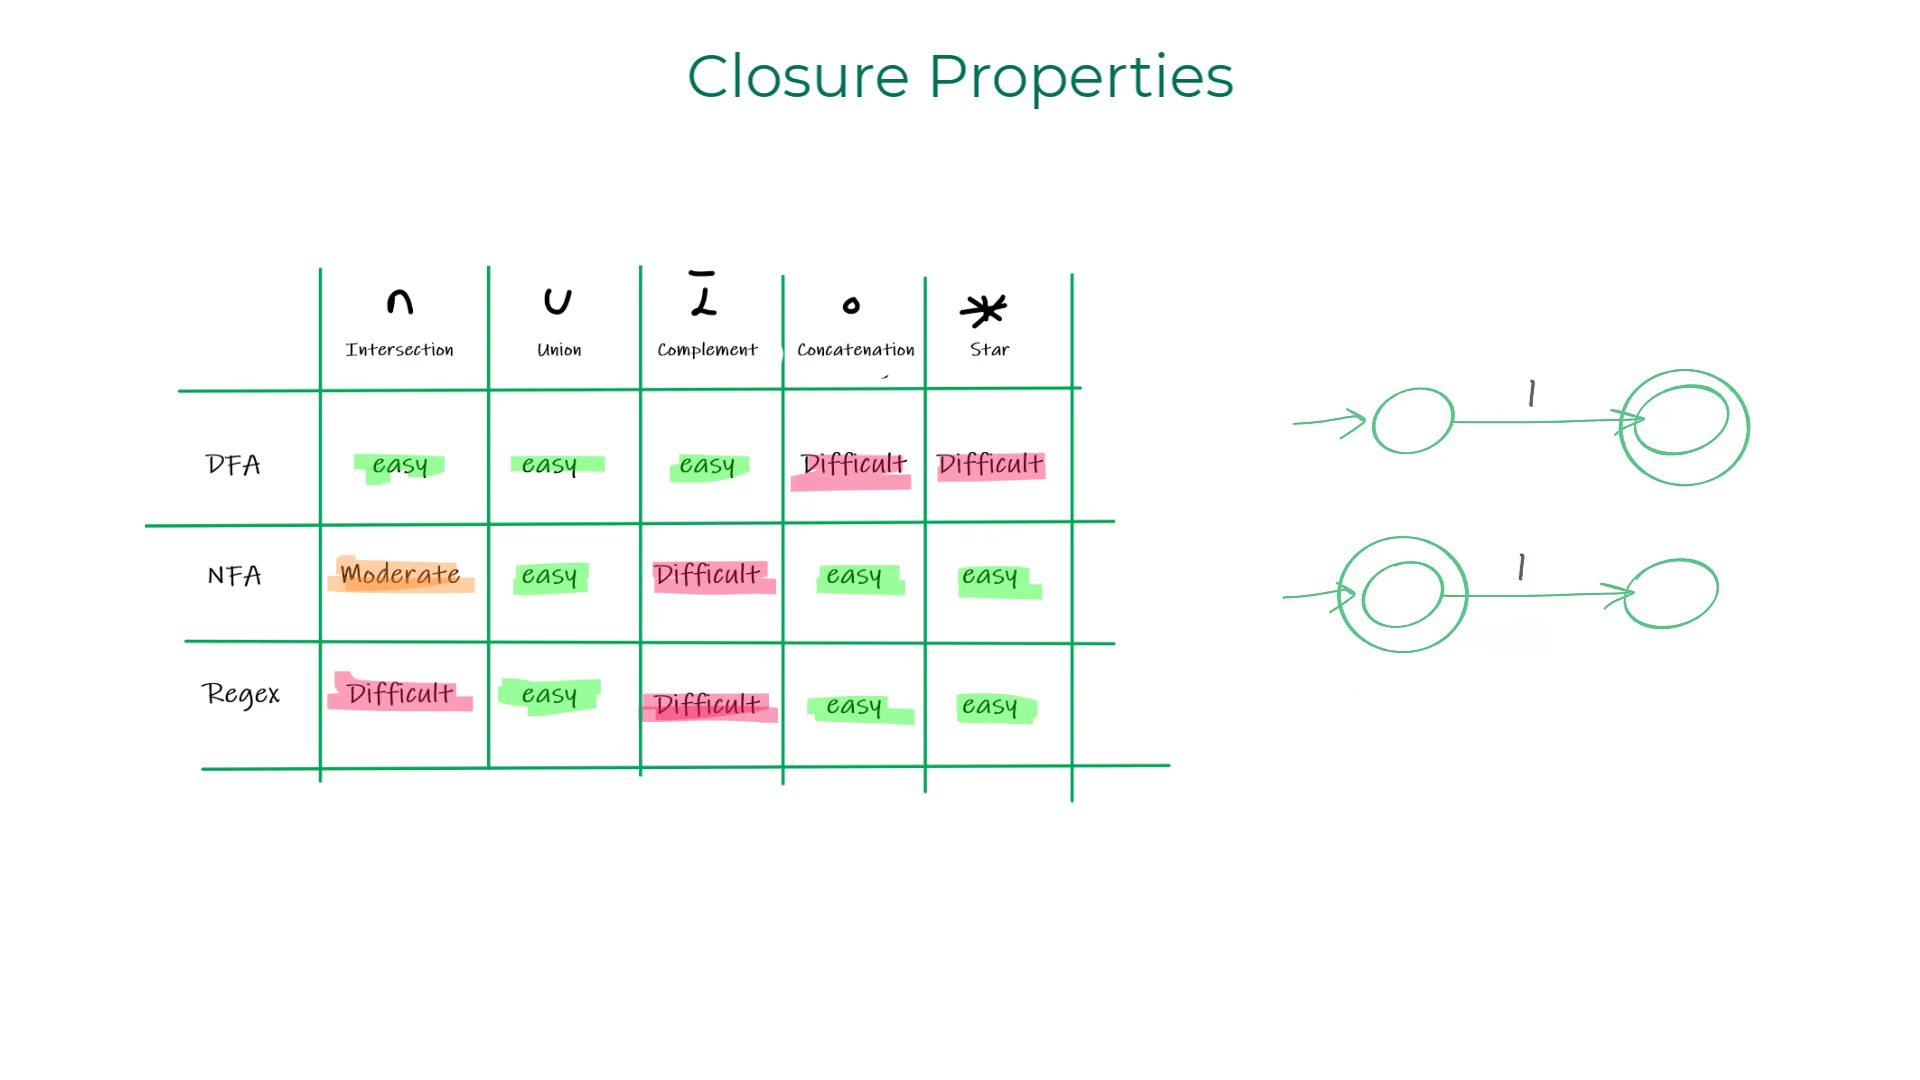 Closure Properties
∩ ∪ L̅ ∘ *
Intersection Union Complement Concatenation Star
DFA easy easy easy Difficult Difficult
NFA Moderate easy Difficult easy easy
Regex Difficult easy Difficult easy easy
1
1